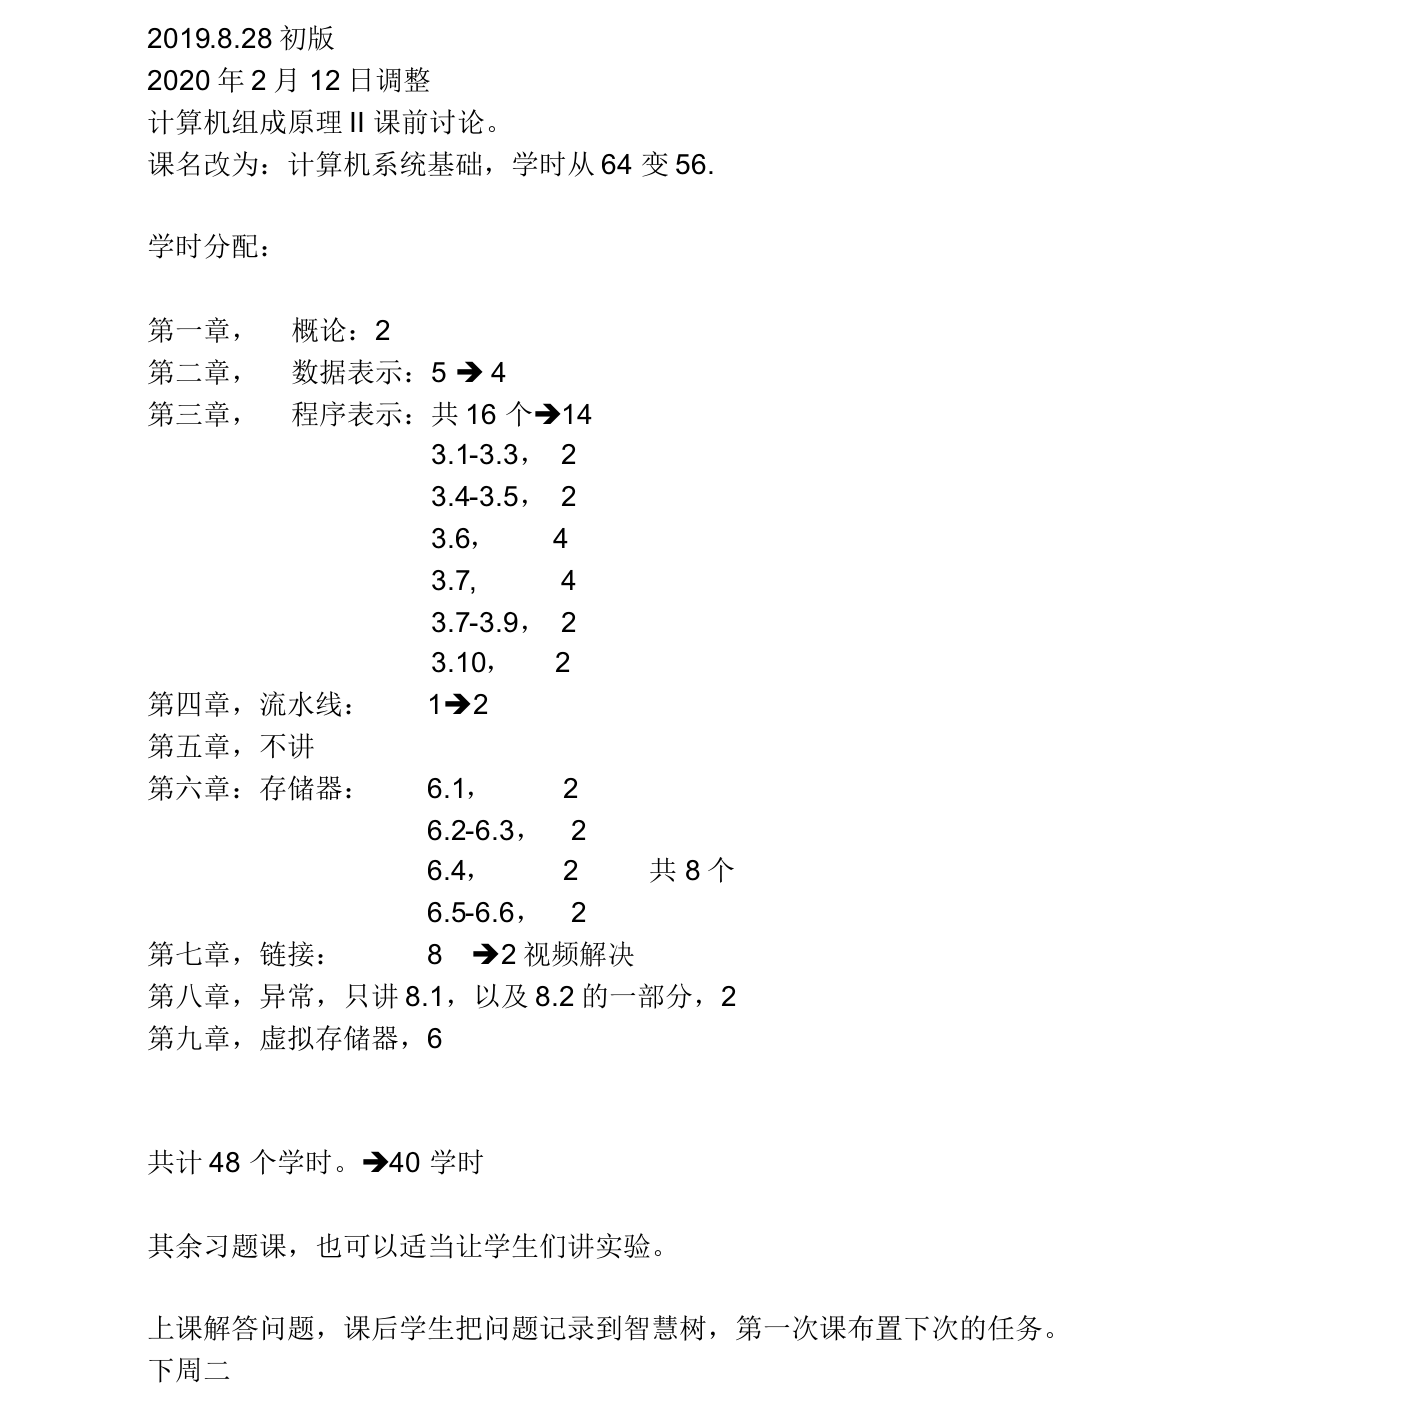 2019.8.28 初版
2020 年 2 月 12 日调整
计算机组成原理 II 课前讨论。
课名改为：计算机系统基础，学时从 64 变 56.
学时分配：
第一章， 概论：2
第二章， 数据表示：5 ➔ 4
第三章， 程序表示：共 16 个➔14
3.1-3.3， 2
3.4-3.5， 2
3.6， 4
3.7, 4
3.7-3.9， 2
3.10， 2
第四章，流水线： 1➔2
第五章，不讲
第六章：存储器： 6.1， 2
6.2-6.3， 2
6.4， 2 共 8 个
6.5-6.6， 2
第七章，链接： 8 ➔2 视频解决
第八章，异常，只讲 8.1，以及 8.2 的一部分，2
第九章，虚拟存储器，6
共计 48 个学时。➔40 学时
其余习题课，也可以适当让学生们讲实验。
上课解答问题，课后学生把问题记录到智慧树，第一次课布置下次的任务。
下周二